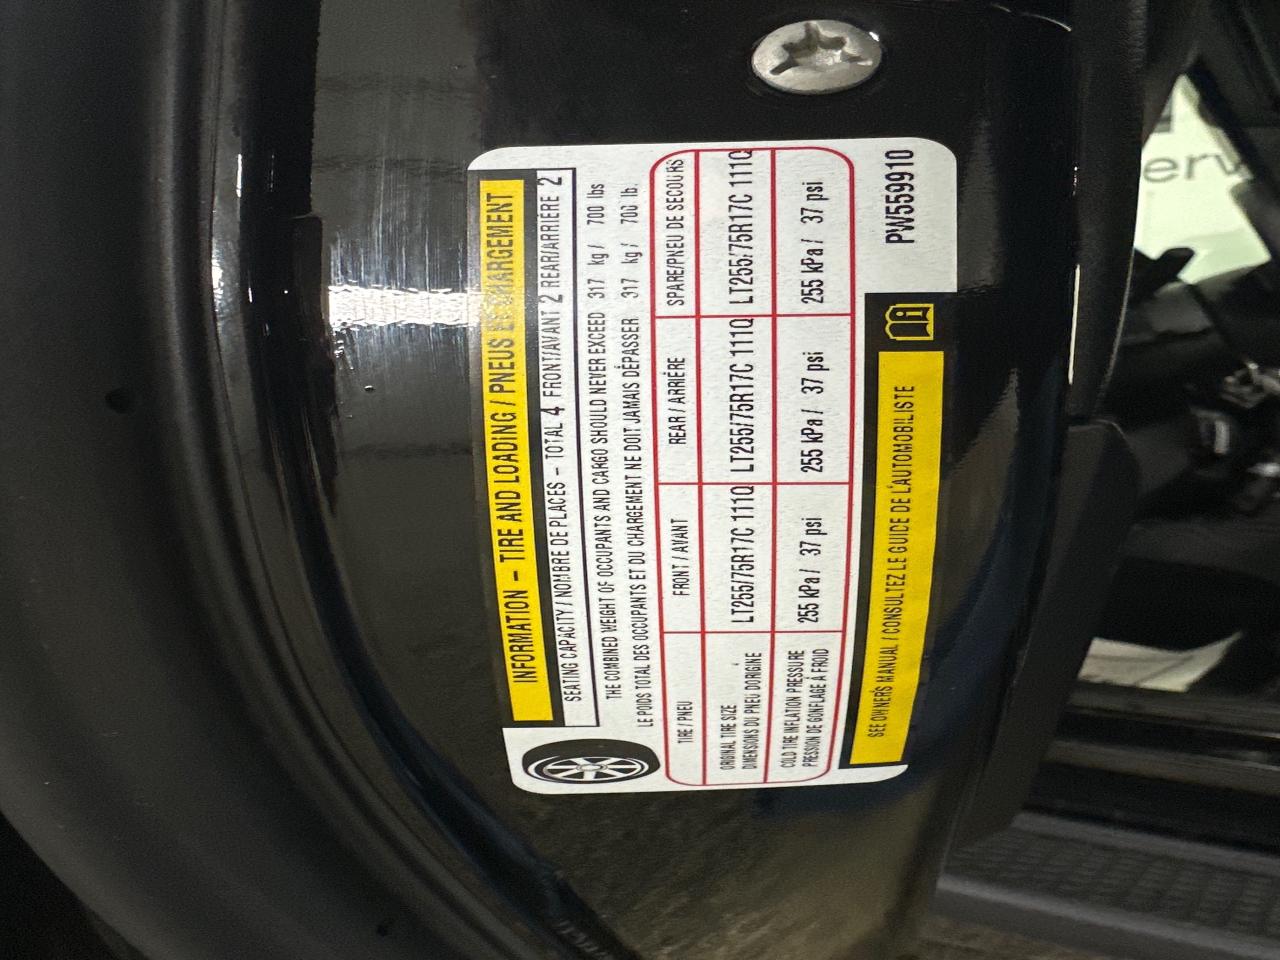 INFORMATION – TIRE AND LOADING / PNEUS ET CHARGEMENT
SEATING CAPACITY / NOMBRE DE PLACES – TOTAL 4 FRONT/AVANT 2 REAR/ARRIÈRE 2
THE COMBINED WEIGHT OF OCCUPANTS AND CARGO SHOULD NEVER EXCEED 317 kg / 700 lbs
LE POIDS TOTAL DES OCCUPANTS ET DU CHARGEMENT NE DOIT JAMAIS DÉPASSER 317 kg / 700 lb.
TIRE / PNEU FRONT / AVANT REAR / ARRIÈRE SPARE/PNEU DE SECOURS
ORIGINAL TIRE SIZE
DIMENSIONS DU PNEU D'ORIGINE
LT255/75R17C 111Q LT255/75R17C 111Q LT255/75R17C 111Q
COLD TIRE INFLATION PRESSURE
PRESSION DE GONFLAGE À FROID
255 kPa / 37 psi 255 kPa / 37 psi 255 kPa / 37 psi
SEE OWNER'S MANUAL / CONSULTEZ LE GUIDE DE L'AUTOMOBILISTE
PW559910
erv